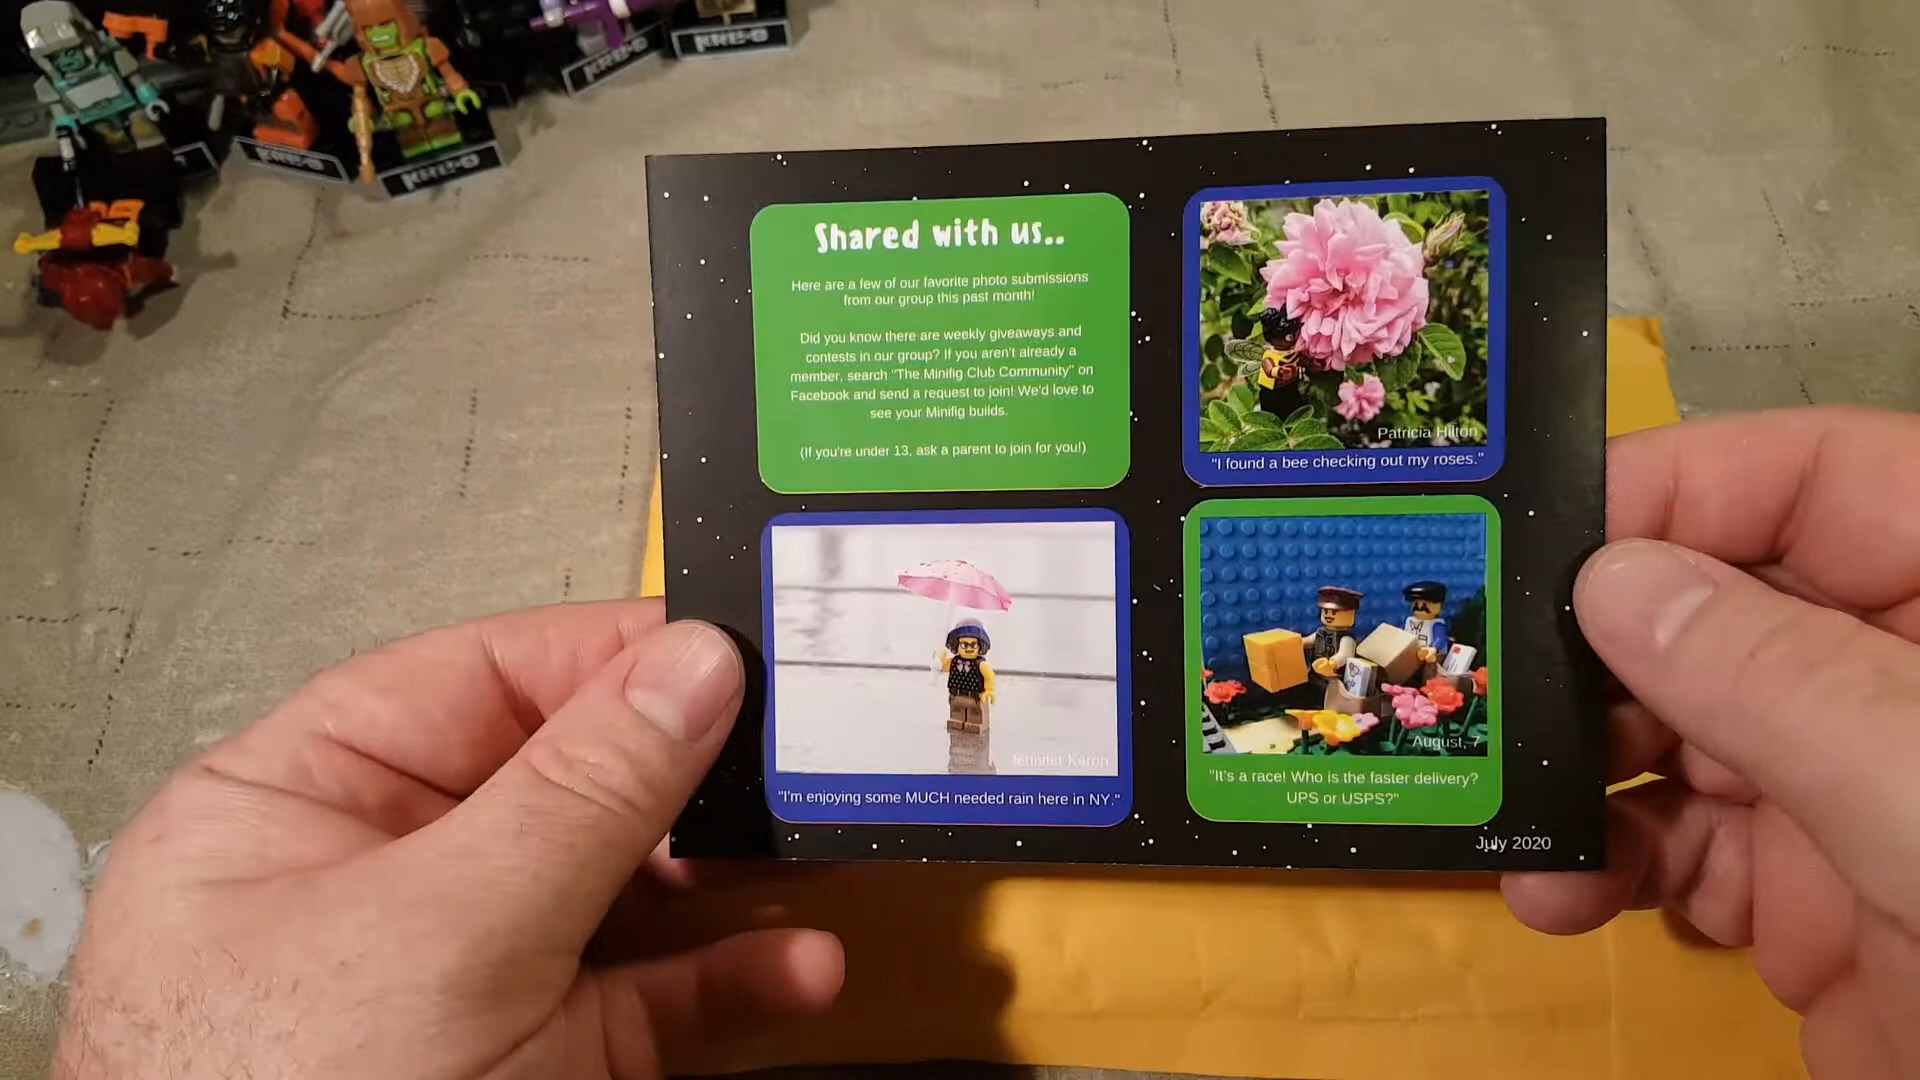 KRE-O
KRE-O
KRE-O
KRE-O
Shared with us..
Here are a few of our favorite photo submissions
from our group this past month!
Did you know there are weekly giveaways and
contests in our group? If you aren't already a
member, search "The Minifig Club Community" on
Facebook and send a request to join! We'd love to
see your Minifig builds.
(If you're under 13, ask a parent to join for you!)
Patricia Hilton
"I found a bee checking out my roses."
Jennifer Karon
"I'm enjoying some MUCH needed rain here in NY."
August, 7
"It's a race! Who is the faster delivery?
UPS or USPS?"
July 2020